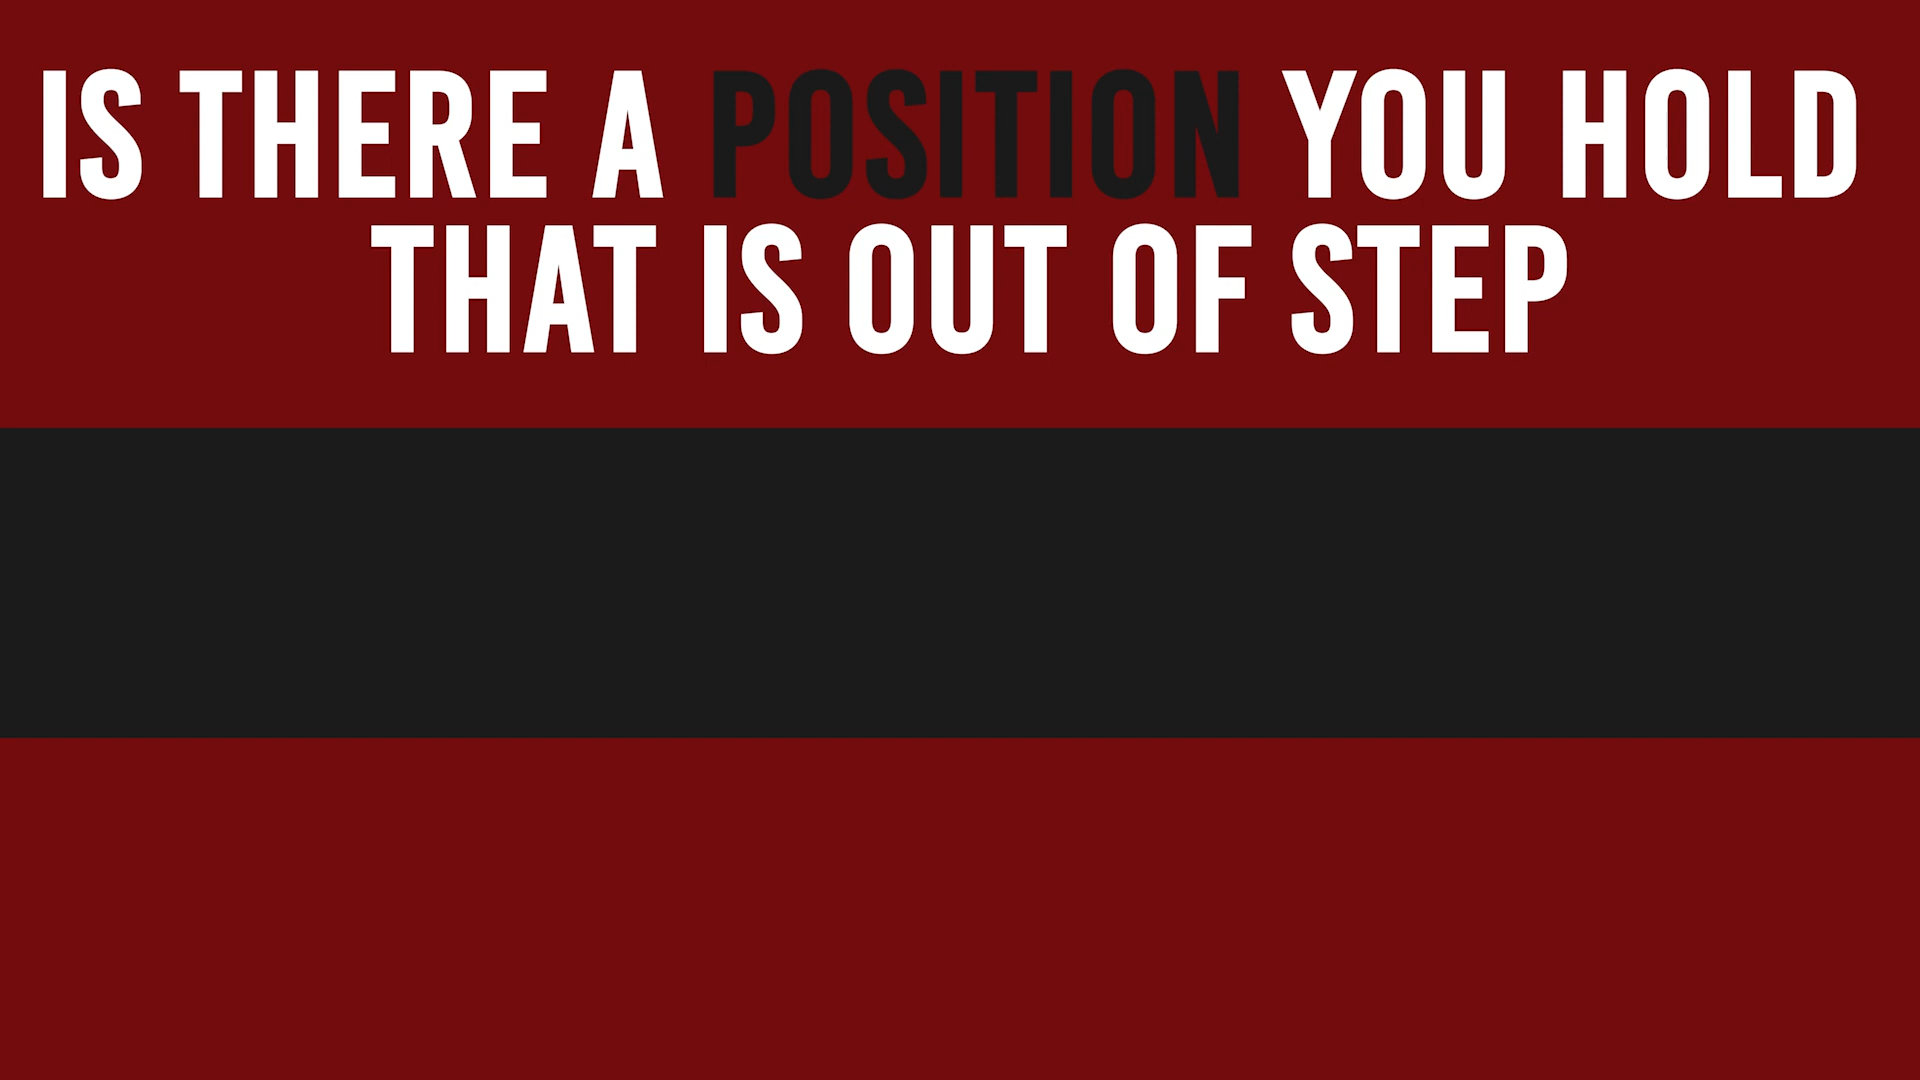 IS THERE A POSITION YOU HOLD
THAT IS OUT OF STEP